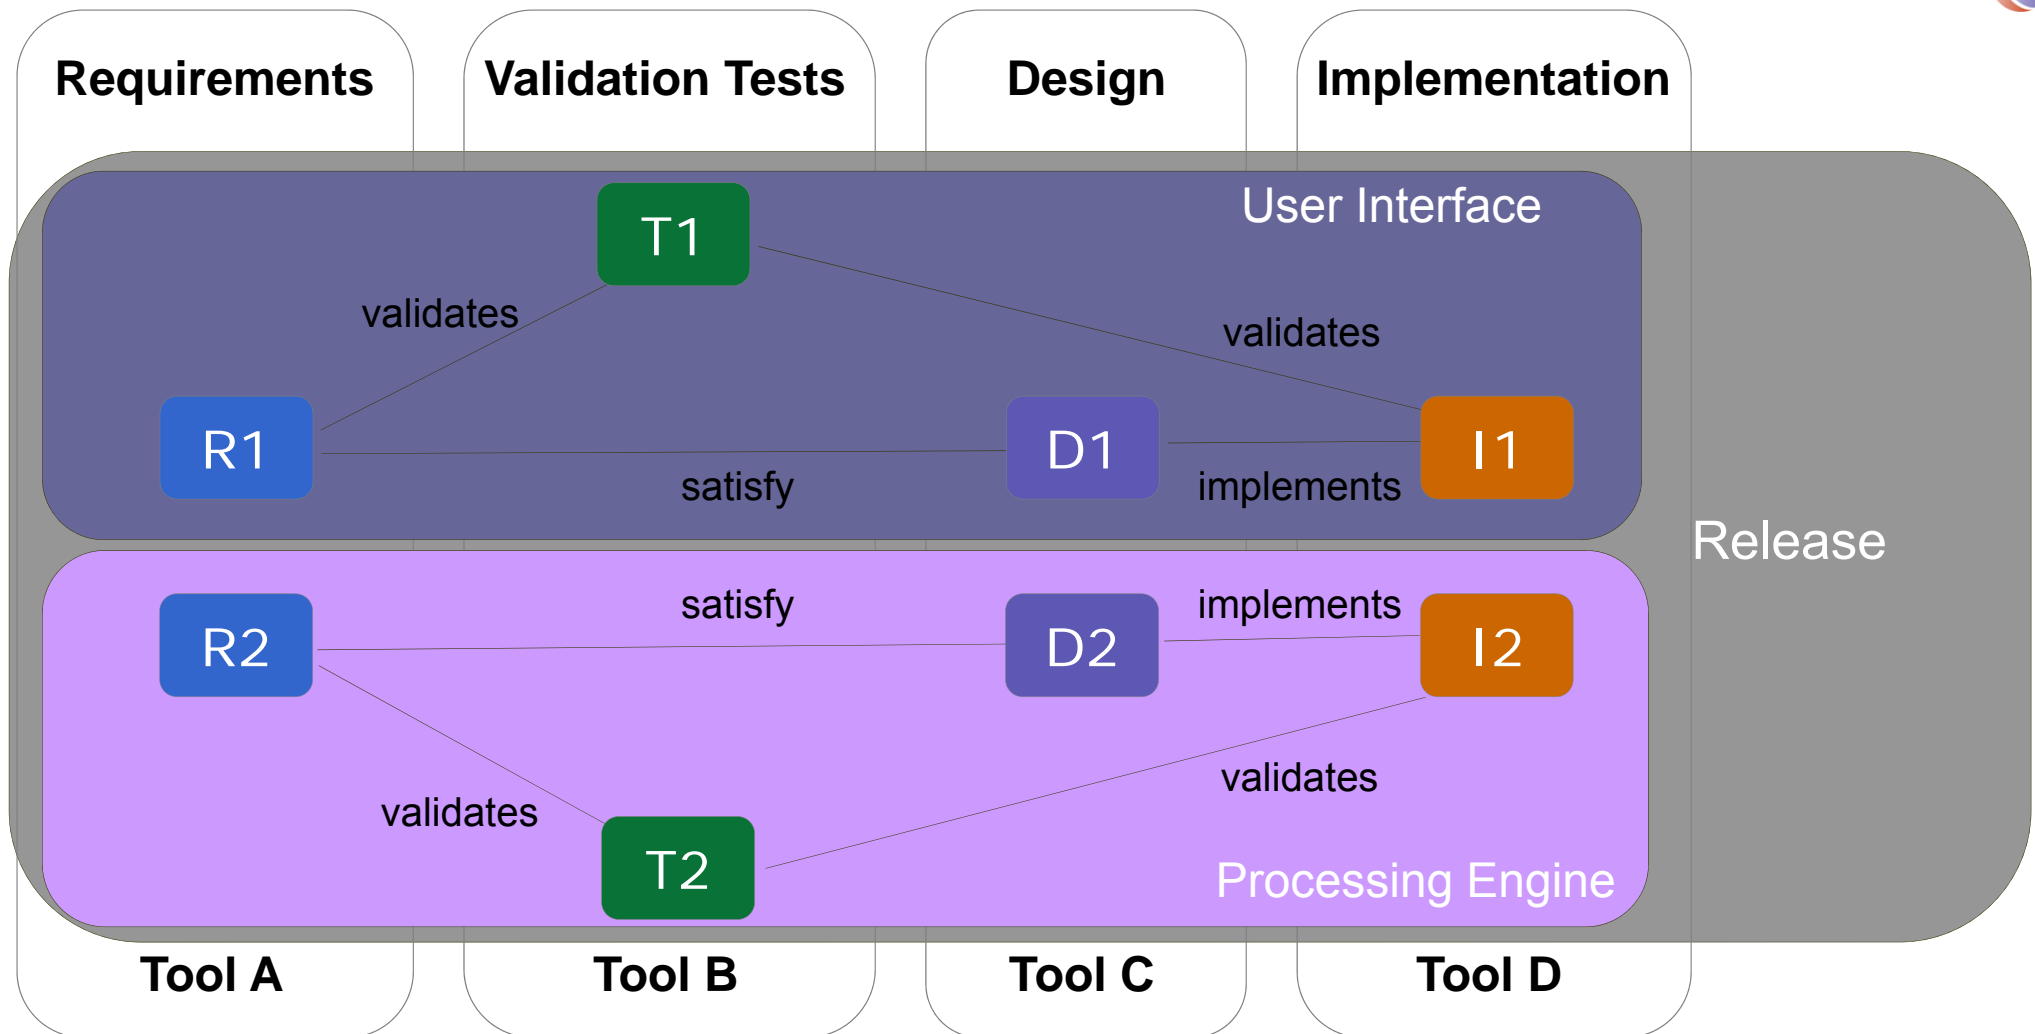 Requirements
Validation Tests
Design
Implementation
User Interface
T1
validates
validates
R1
D1
I1
satisfy
implements
Release
satisfy
implements
R2
D2
I2
validates
validates
T2
Processing Engine
Tool A
Tool B
Tool C
Tool D